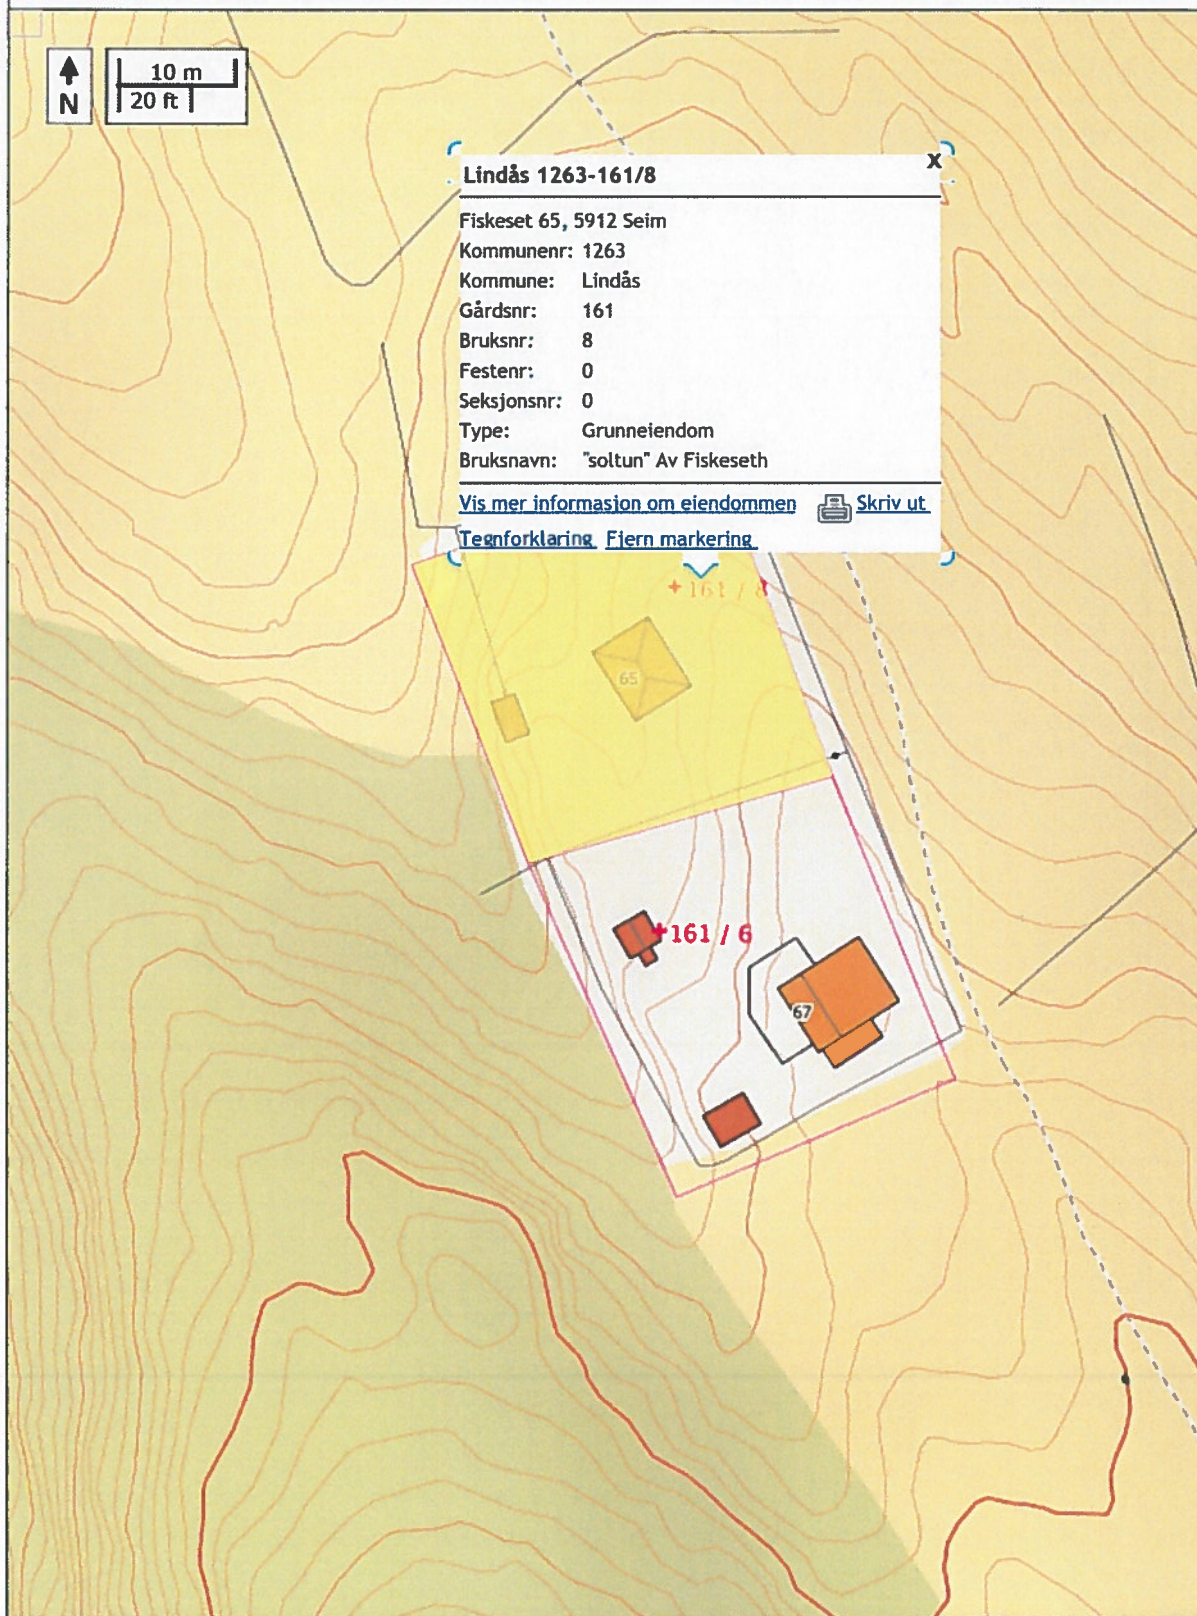 10 m
20 ft
N
X
Lindås 1263-161/8
Fiskeset 65, 5912 Seim
Kommunenr: 1263
Kommune: Lindås
Gårdsnr: 161
Bruksnr: 8
Festenr: 0
Seksjonsnr: 0
Type: Grunneiendom
Bruksnavn: "soltun" Av Fiskeseth
Vis mer informasjon om eiendommen Skriv ut
Tegnforklaring Fjern markering
161 / 8
65
161 / 6
67